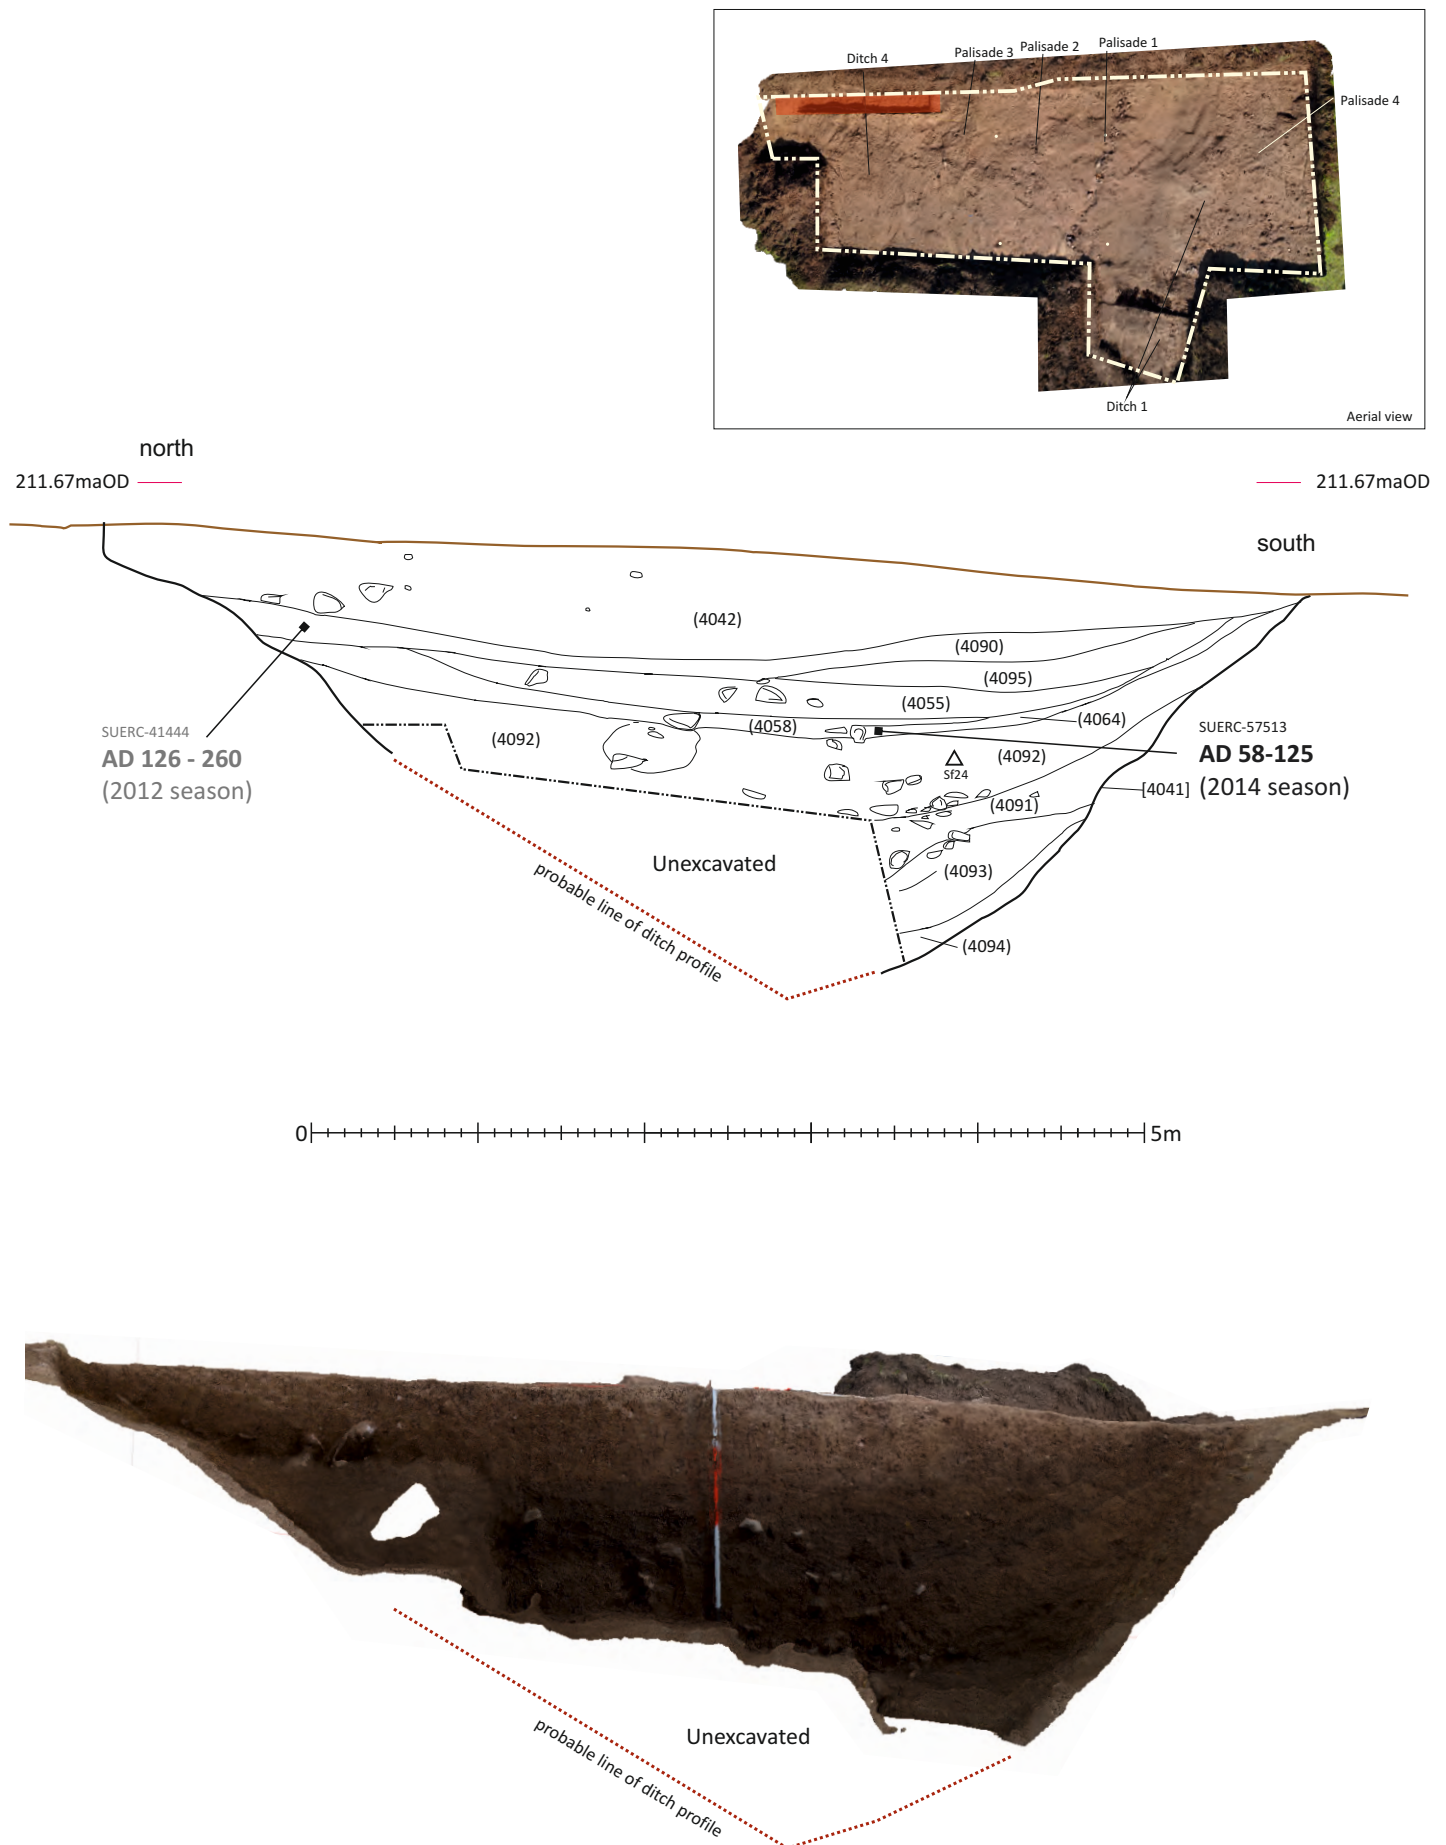 Ditch 4
Palisade 3
Palisade 2
Palisade 1
Palisade 4
Ditch 1
Aerial view
north
211.67maOD
211.67maOD
south
(4042)
(4090)
(4095)
(4055)
(4058)
(4064)
(4092)
(4092)
Sf24
(4091)
[4041]
(4093)
(4094)
SUERC-41444
AD 126 - 260
(2012 season)
SUERC-57513
AD 58-125
(2014 season)
Unexcavated
probable line of ditch profile
0
5m
Unexcavated
probable line of ditch profile